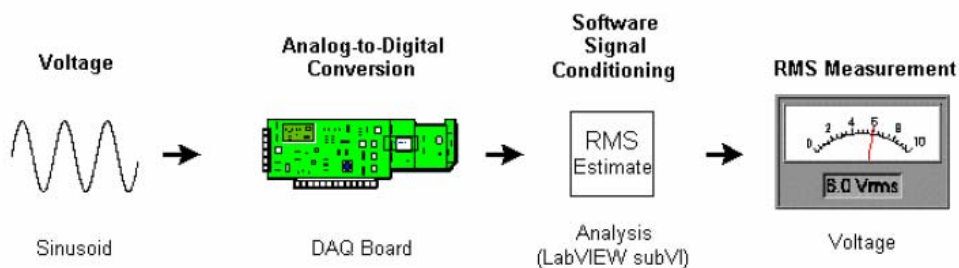 Voltage
Analog-to-Digital
Conversion
Software
Signal
Conditioning
RMS Measurement
RMS
Estimate
0 2 4 6 8 10
6.0 Vrms
Sinusoid
DAQ Board
Analysis
(LabVIEW subVI)
Voltage